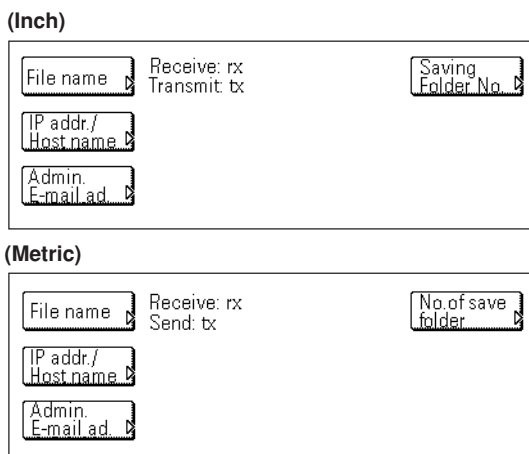 (Inch)
File name
Receive: rx
Transmit: tx
Saving
Folder No.
IP addr./
Host name
Admin.
E-mail ad.
(Metric)
File name
Receive: rx
Send: tx
No.of save
folder
IP addr./
Host name
Admin.
E-mail ad.